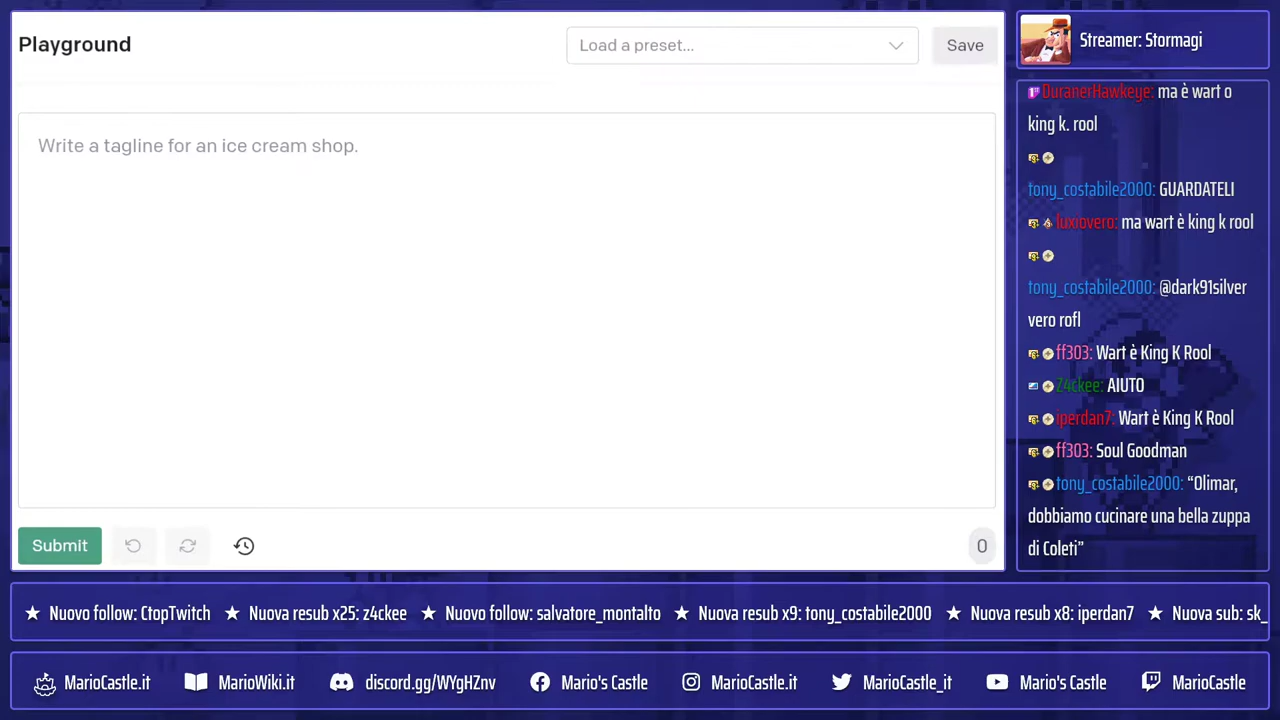 Playground
Load a preset...
Save
Write a tagline for an ice cream shop.
Submit
0
Streamer: Stormagi
DuranerHawkeye: ma è wart o
king k. rool
tony_costabile2000: GUARDATELI
luxiovero: ma wart è king k rool
tony_costabile2000: @dark91silver
vero rofl
ff303: Wart è King K Rool
Z4ckee: AIUTO
iperdan7: Wart è King K Rool
ff303: Soul Goodman
tony_costabile2000: “Olimar,
dobbiamo cucinare una bella zuppa
di Coleti”
★ Nuovo follow: CtopTwitch ★ Nuova resub x25: z4ckee ★ Nuovo follow: salvatore_montalto ★ Nuova resub x9: tony_costabile2000 ★ Nuova resub x8: iperdan7 ★ Nuova sub: sk_
MarioCastle.it MarioWiki.it discord.gg/WYgHZnv Mario's Castle MarioCastle.it MarioCastle_it Mario's Castle MarioCastle